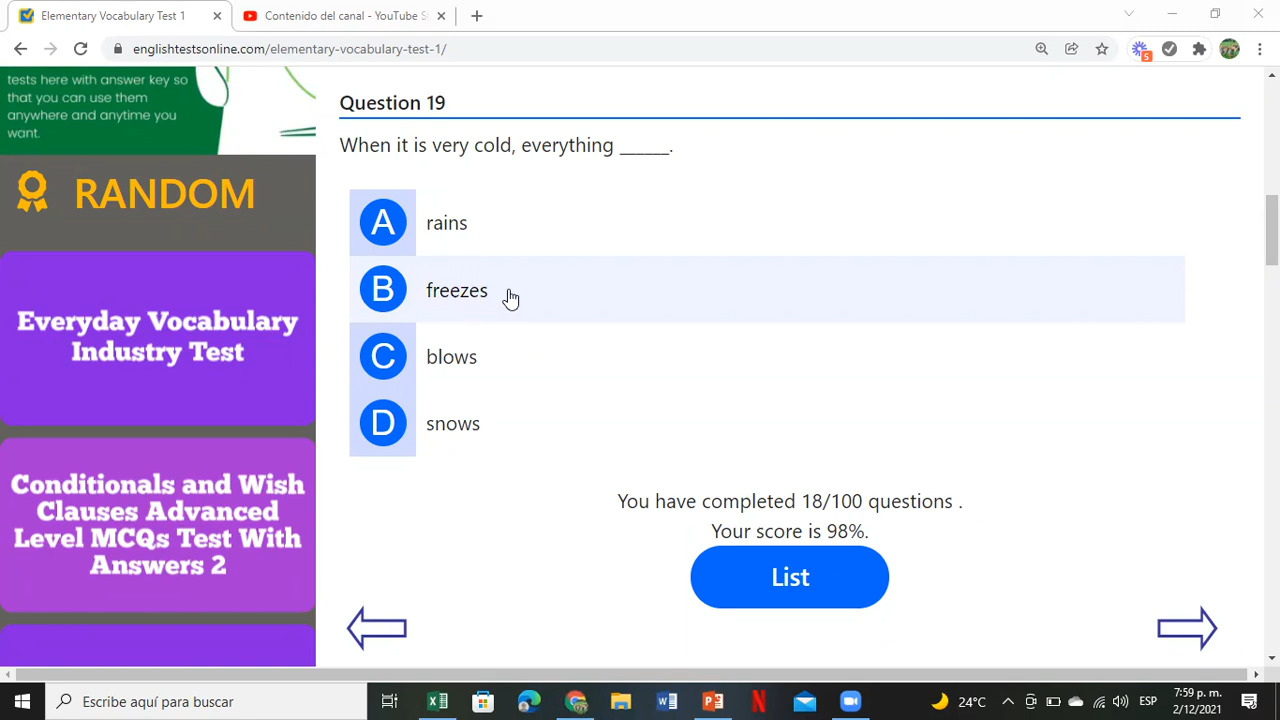 Elementary Vocabulary Test 1
Contenido del canal - YouTube S
englishtestsonline.com/elementary-vocabulary-test-1/
5
tests here with answer key so
that you can use them
anywhere and anytime you
want.
RANDOM
Everyday Vocabulary
Industry Test
Conditionals and Wish
Clauses Advanced
Level MCQs Test With
Answers 2
Question 19
When it is very cold, everything ______.
A rains
B freezes
C blows
D snows
You have completed 18/100 questions .
Your score is 98%.
List
Escribe aquí para buscar
24°C
ESP
7:59 p. m.
2/12/2021